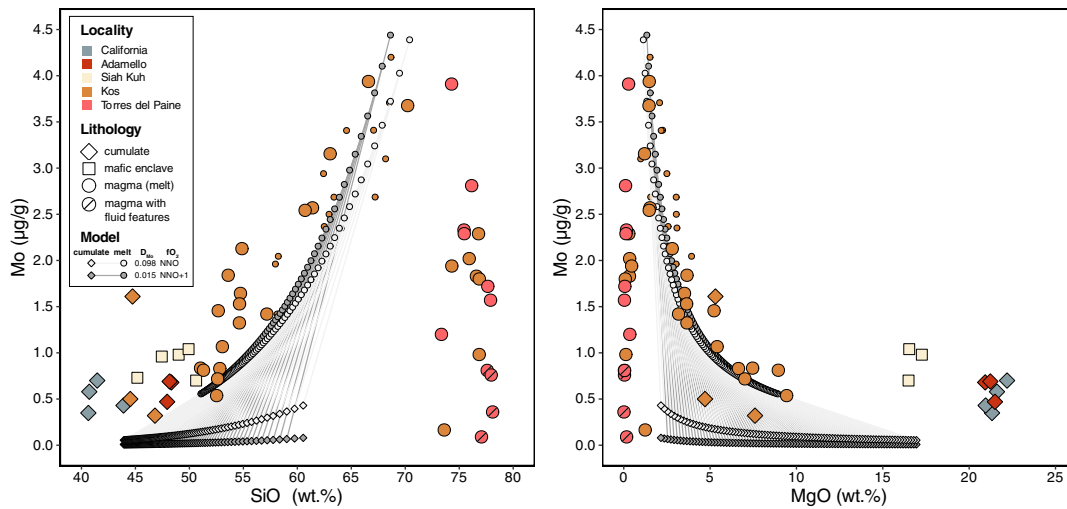 Locality
California
Adamello
Siah Kuh
Kos
Torres del Paine
Lithology
cumulate
mafic enclave
magma (melt)
magma with
fluid features
Model
cumulate melt D_Mo fO_2
0.098 NNO
0.015 NNO+1
4.5
4.0
3.5
3.0
2.5
2.0
1.5
1.0
0.5
0.0
Mo (μg/g)
40 45 50 55 60 65 70 75 80
SiO (wt.%)
4.5
4.0
3.5
3.0
2.5
2.0
1.5
1.0
0.5
0.0
Mo (μg/g)
0 5 10 15 20 25
MgO (wt.%)